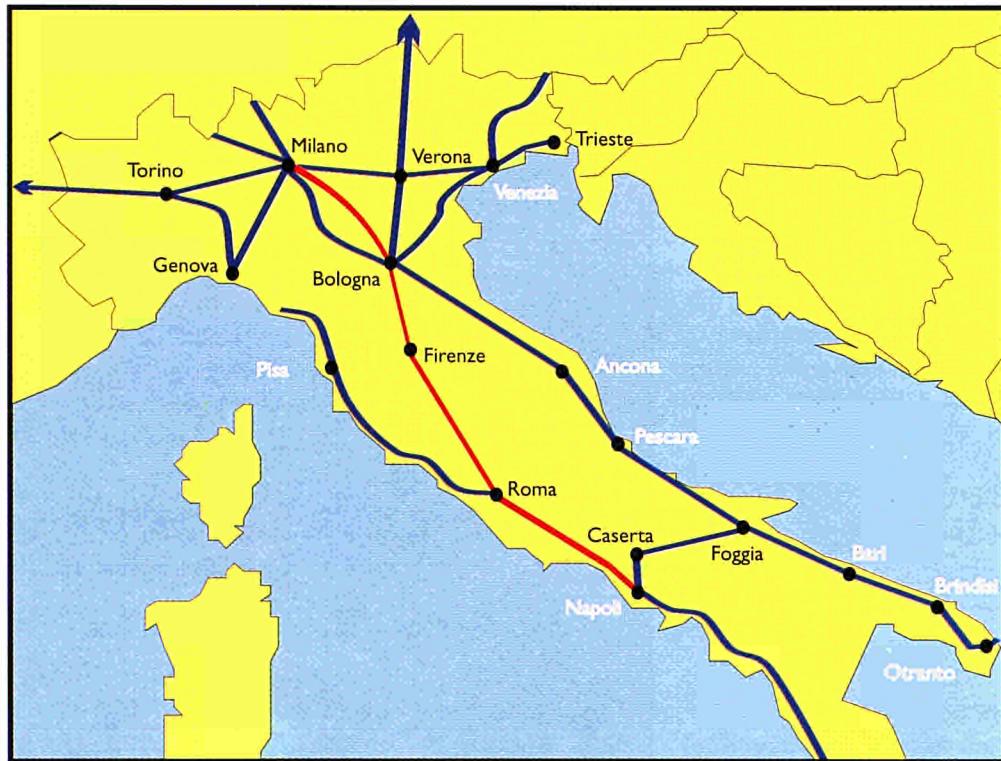 Milano
Trieste
Verona
Torino
Venezia
Genova
Bologna
Firenze
Pisa
Ancona
Pescara
Roma
Caserta
Foggia
Bari
Napoli
Brindisi
Otranto